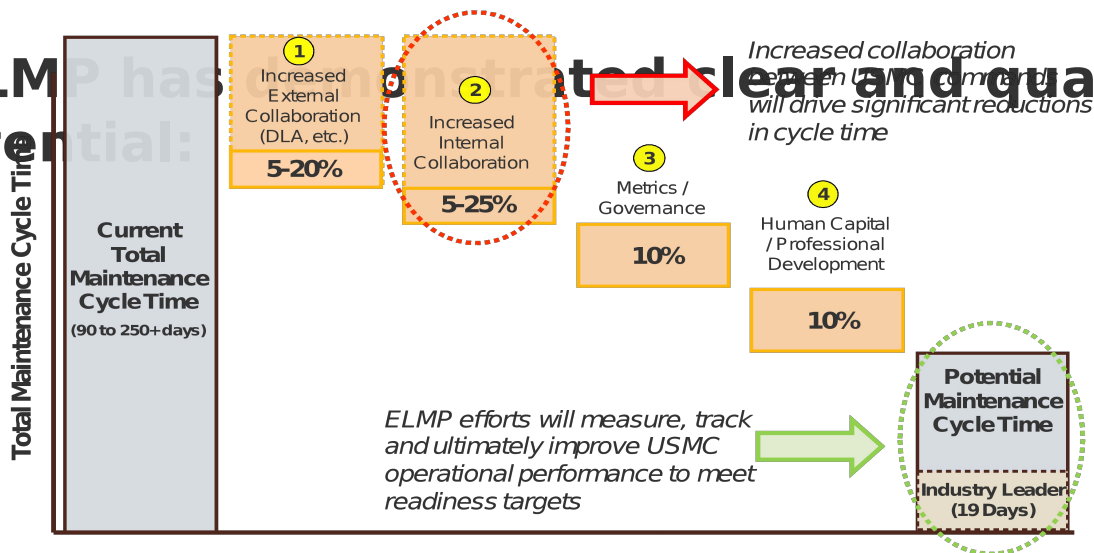 LMP has demonstrated clear and qua
ential:
Total Maintenance Cycle Time
Current
Total
Maintenance
Cycle Time
(90 to 250+ days)
1
Increased
External
Collaboration
(DLA, etc.)
5-20%
2
Increased
Internal
Collaboration
5-25%
Increased collaboration
between USMC commands
will drive significant reductions
in cycle time
3
Metrics /
Governance
10%
4
Human Capital
/ Professional
Development
10%
ELMP efforts will measure, track
and ultimately improve USMC
operational performance to meet
readiness targets
Potential
Maintenance
Cycle Time
Industry Leader
(19 Days)